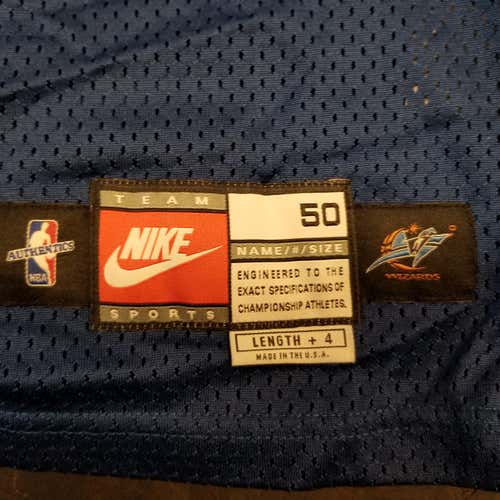 TEAM
NIKE
SPORTS
AUTHENTICS
NBA
50
NAME/#/SIZE
ENGINEERED TO THE
EXACT SPECIFICATIONS OF
CHAMPIONSHIP ATHLETES.
LENGTH + 4
MADE IN THE U.S.A.
WIZARDS